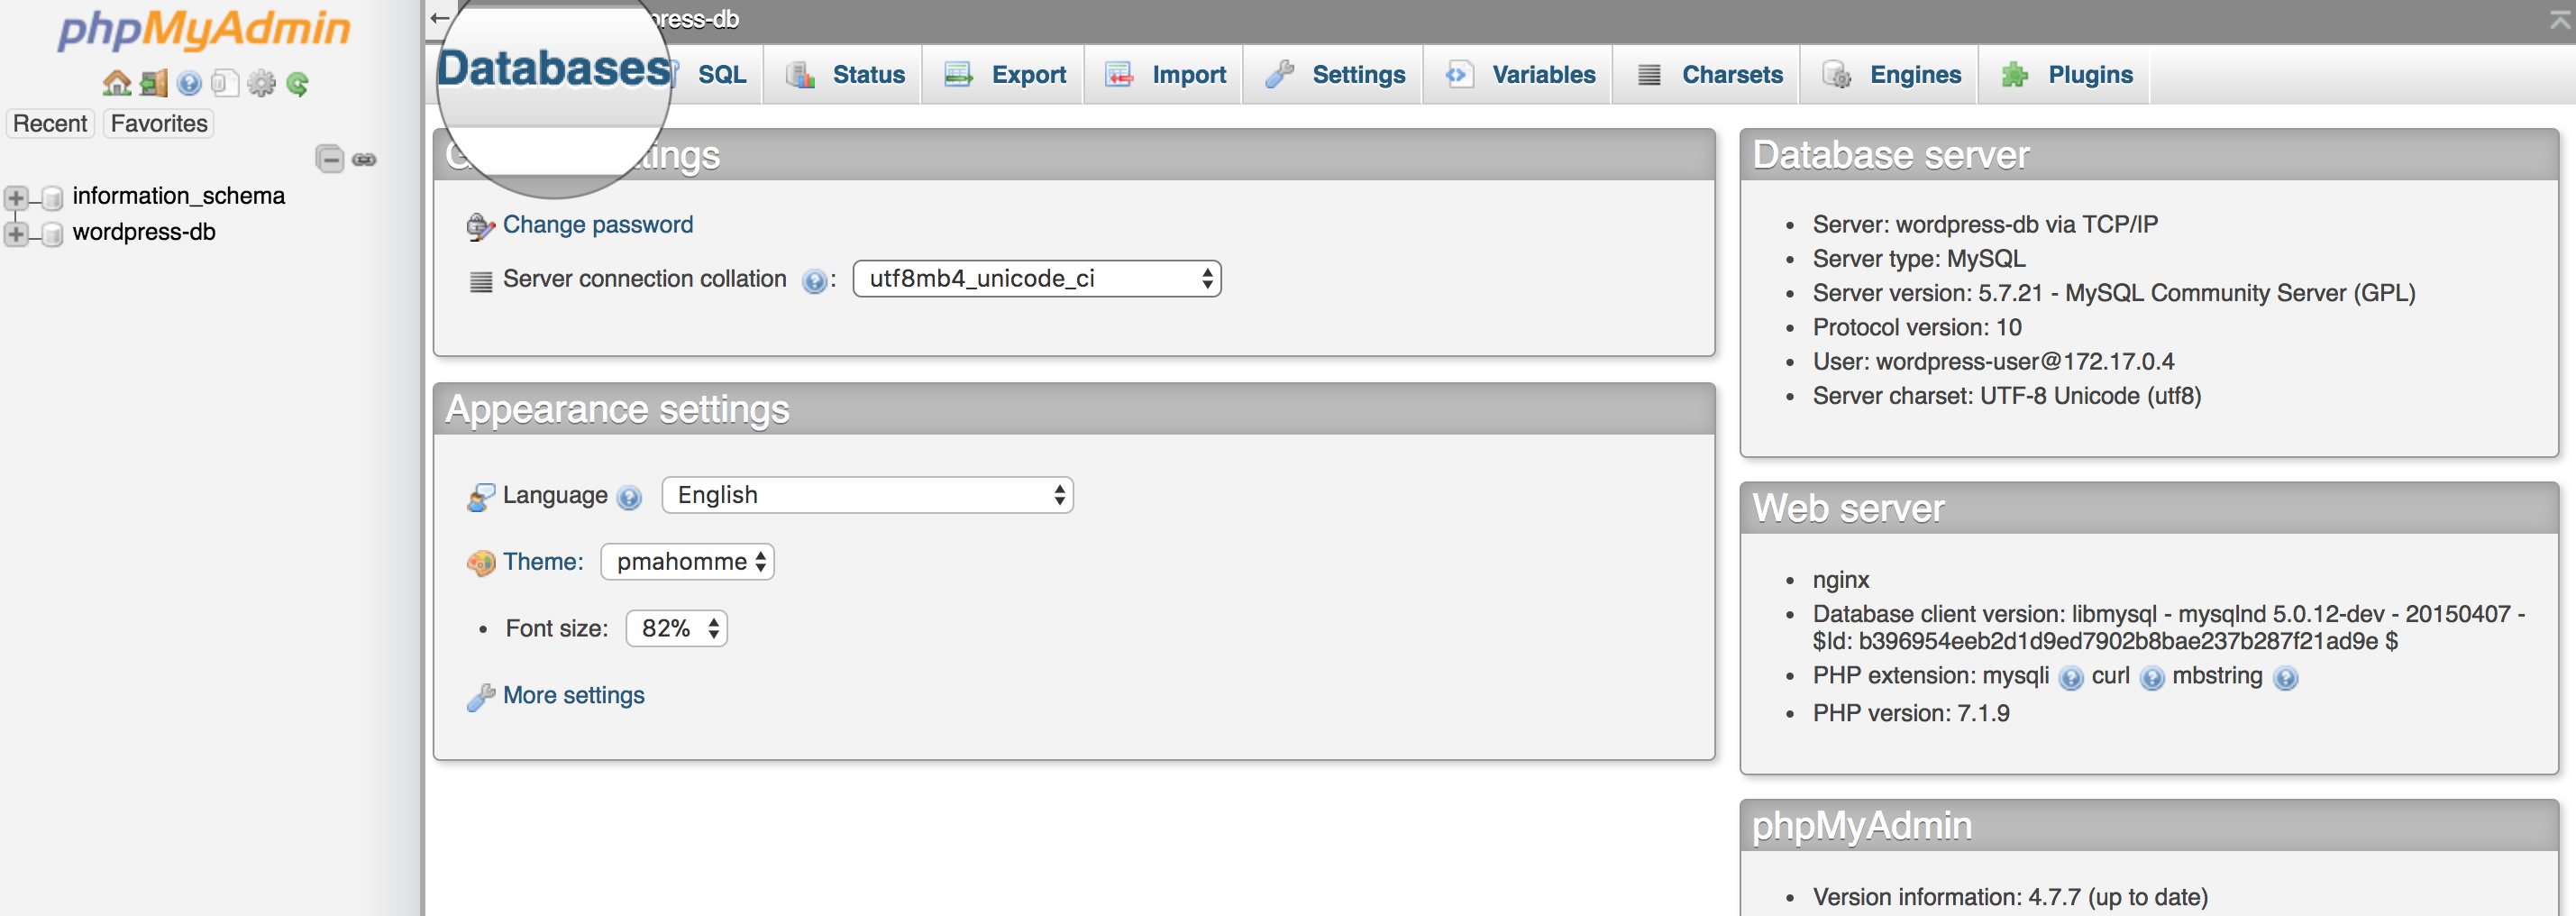 phpMyAdmin
Recent Favorites
information_schema
wordpress-db
press-db
Databases SQL Status Export Import Settings Variables Charsets Engines Plugins
Change password
Server connection collation : utf8mb4_unicode_ci
Appearance settings
Language English
Theme: pmahomme
• Font size: 82%
More settings
Database server
• Server: wordpress-db via TCP/IP
• Server type: MySQL
• Server version: 5.7.21 - MySQL Community Server (GPL)
• Protocol version: 10
• User: wordpress-user@172.17.0.4
• Server charset: UTF-8 Unicode (utf8)
Web server
• nginx
• Database client version: libmysql - mysqlnd 5.0.12-dev - 20150407 -
$Id: b396954eeb2d1d9ed7902b8bae237b287f21ad9e $
• PHP extension: mysqli curl mbstring
• PHP version: 7.1.9
phpMyAdmin
• Version information: 4.7.7 (up to date)